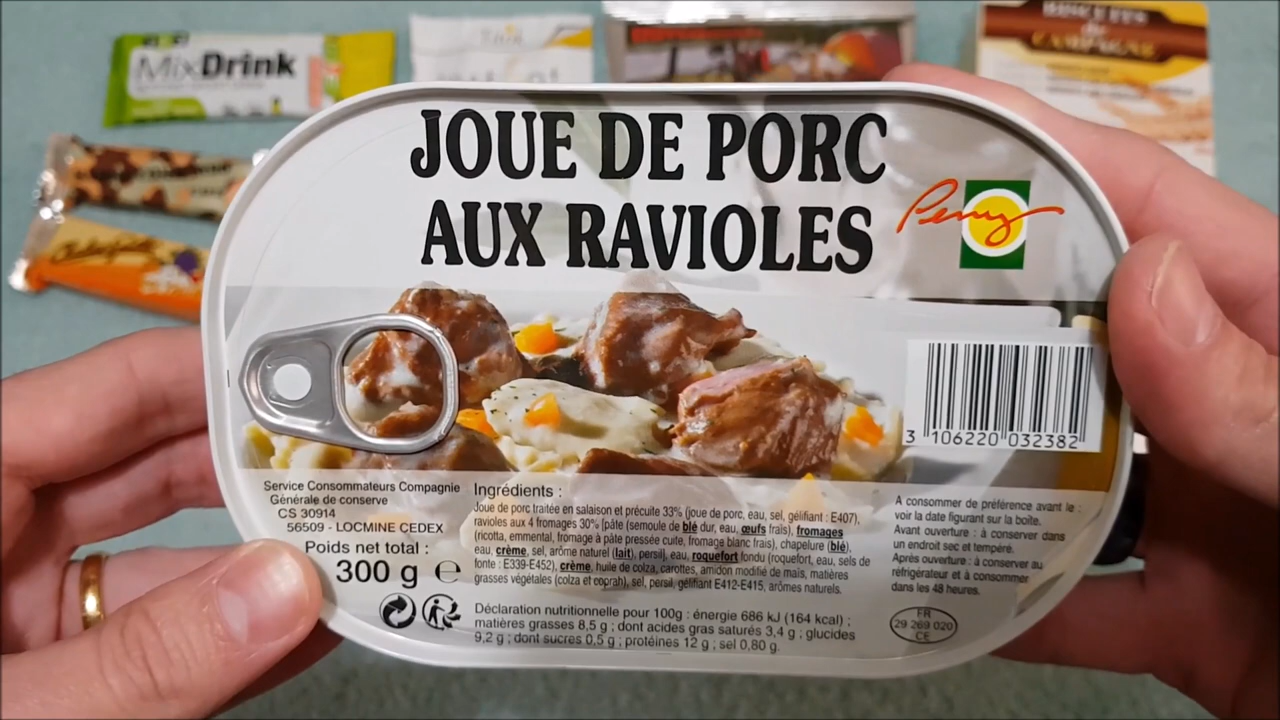 MixDrink
BISCUITS
de
CAMPAGNE
JOUE DE PORC
AUX RAVIOLES
Peny
3 106220 032382
Service Consommateurs Compagnie
Générale de conserve
CS 30914
56509 - LOCMINE CEDEX
Poids net total :
300 g e
Ingrédients :
Joue de porc traitée en salaison et précuite 33% (joue de porc, eau, sel, gélifiant : E407),
ravioles aux 4 fromages 30% [pâte (semoule de blé dur, eau, œufs frais), fromages
(ricotta, emmental, fromage à pâte pressée cuite, fromage blanc frais), chapelure (blé),
eau, crème, sel, arôme naturel (lait), persil], eau, roquefort fondu (roquefort, eau, sels de
fonte : E339-E452), crème, huile de colza, carottes, amidon modifié de maïs, matières
grasses végétales (colza et coprah), sel, persil, gélifiant E412-E415, arômes naturels.
Déclaration nutritionnelle pour 100g : énergie 686 kJ (164 kcal) ;
matières grasses 8,5 g ; dont acides gras saturés 3,4 g ; glucides
9,2 g ; dont sucres 0,5 g ; protéines 12 g ; sel 0,80 g.
A consommer de préférence avant le :
voir la date figurant sur la boîte.
Avant ouverture : à conserver dans
un endroit sec et tempéré.
Après ouverture : à conserver au
réfrigérateur et à consommer
dans les 48 heures.
FR
29 269 020
CE